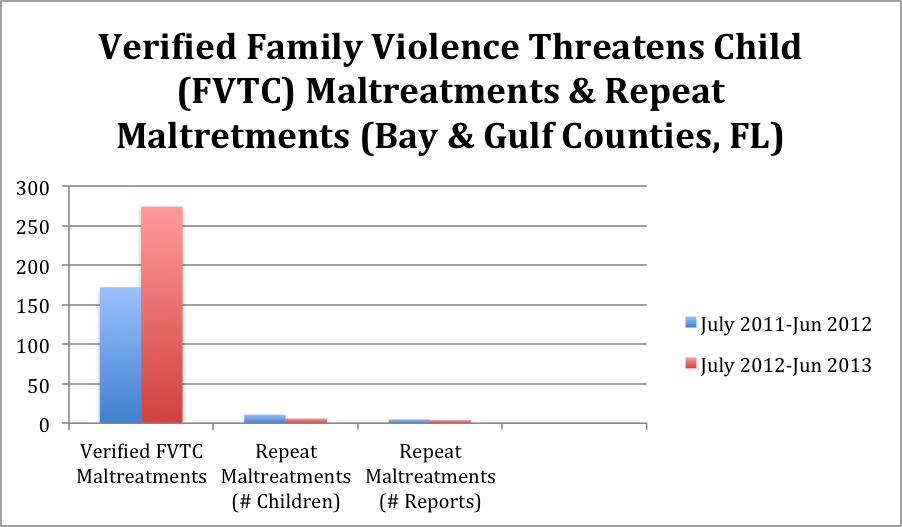 Verified Family Violence Threatens Child
(FVTC) Maltreatments & Repeat
Maltretments (Bay & Gulf Counties, FL)
300
250
200
150
100
50
0
Verified FVTC
Maltreatments
Repeat
Maltreatments
(# Children)
Repeat
Maltreatments
(# Reports)
July 2011-Jun 2012
July 2012-Jun 2013